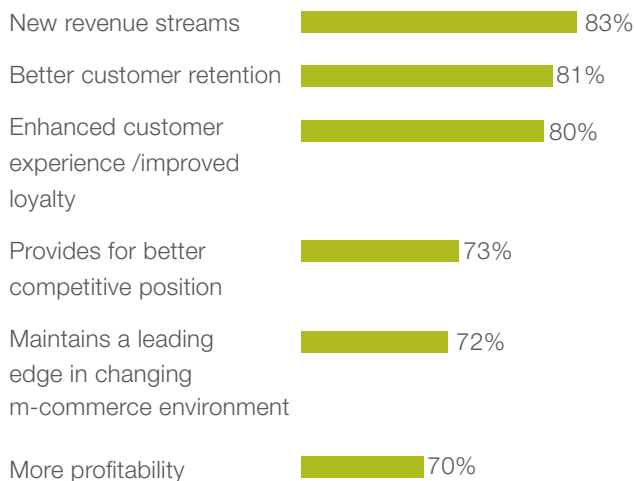 New revenue streams 83%
Better customer retention 81%
Enhanced customer
experience /improved
loyalty
80%
Provides for better
competitive position
73%
Maintains a leading
edge in changing
m-commerce environment
72%
More profitability 70%